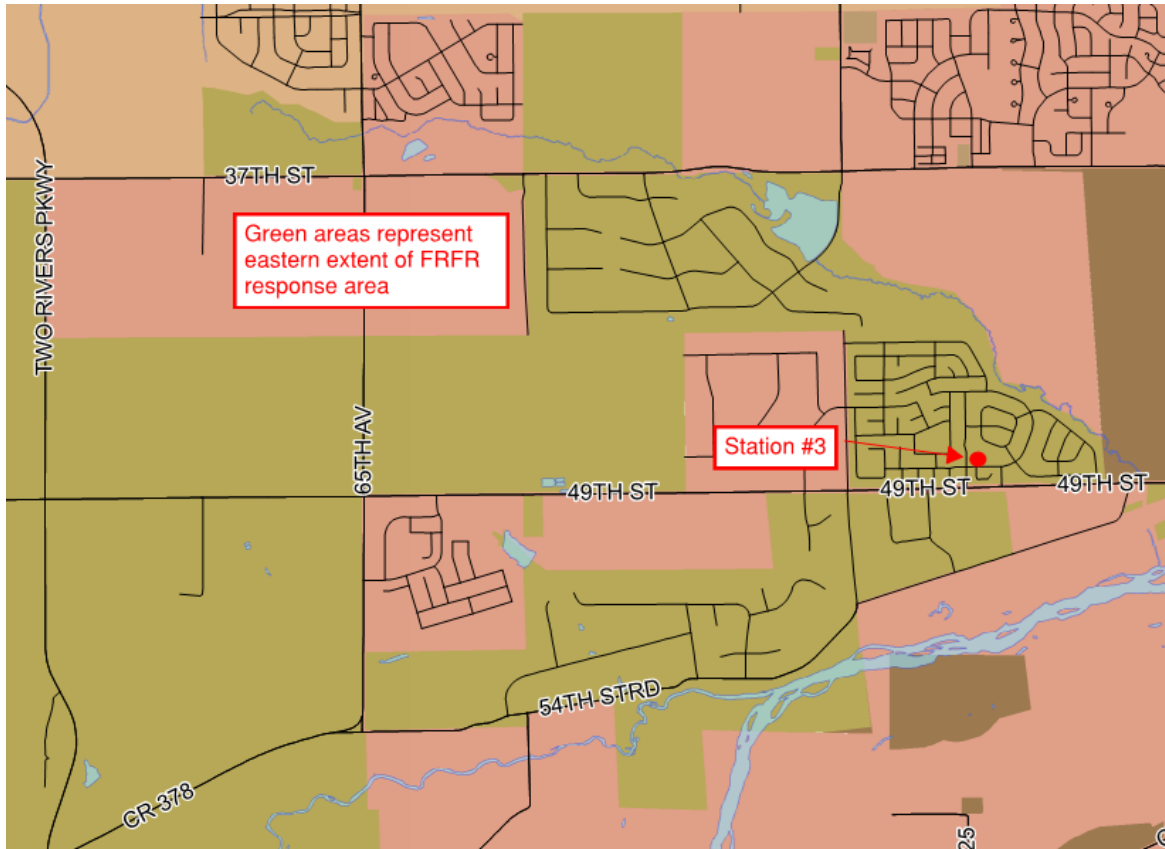 37TH ST
Green areas represent
eastern extent of FRFR
response area
TWO RIVERS PKWY
65TH AV
Station #3
49TH ST
49TH ST
49TH ST
54TH STRD
CR 378
25